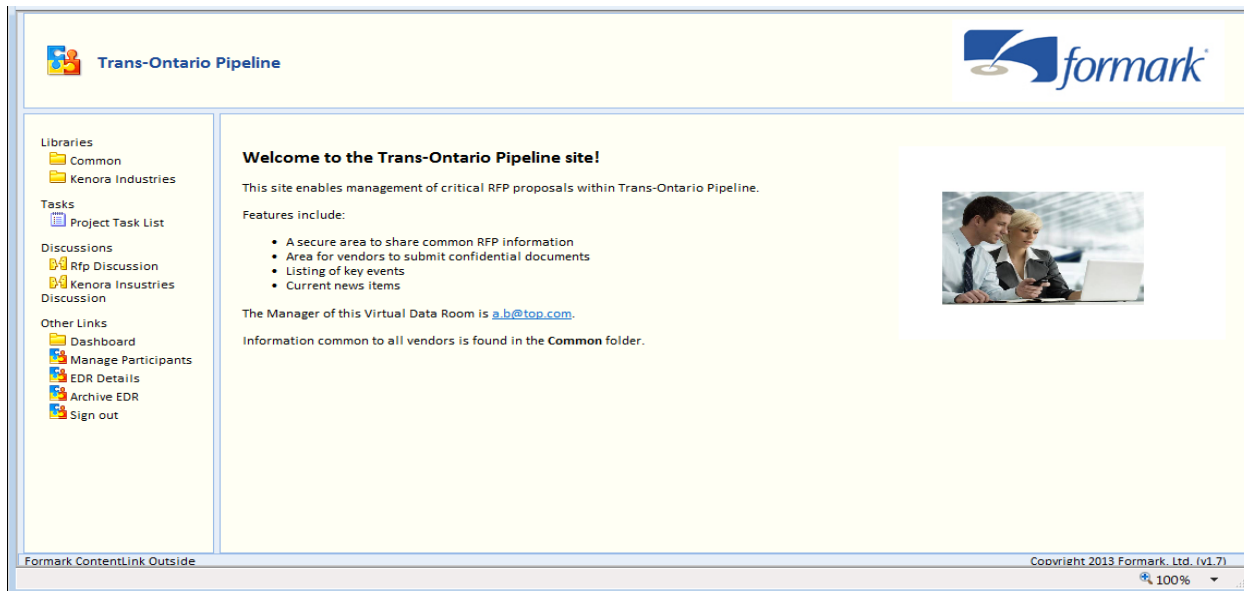 Trans-Ontario Pipeline
formark
Libraries
Common
Kenora Industries
Tasks
Project Task List
Discussions
Rfp Discussion
Kenora Insustries
Discussion
Other Links
Dashboard
Manage Participants
EDR Details
Archive EDR
Sign out
Welcome to the Trans-Ontario Pipeline site!
This site enables management of critical RFP proposals within Trans-Ontario Pipeline.
Features include:
• A secure area to share common RFP information
• Area for vendors to submit confidential documents
• Listing of key events
• Current news items
The Manager of this Virtual Data Room is a.b@top.com.
Information common to all vendors is found in the Common folder.
Formark ContentLink Outside
Copyright 2013 Formark, Ltd. (v1.7)
100%